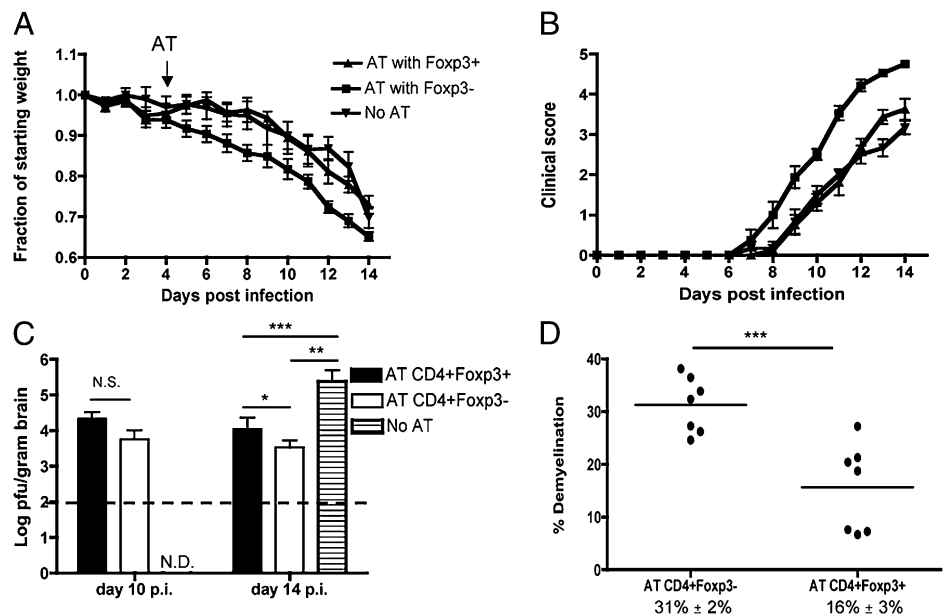 A
AT
1.1
1.0
0.9
0.8
0.7
0.6
Fraction of starting weight
0 2 4 6 8 10 12 14
Days post infection
AT with Foxp3+
AT with Foxp3-
No AT
B
5
4
3
2
1
0
Clinical score
0 2 4 6 8 10 12 14
Days post infection
C
6
5
4
3
2
1
0
Log pfu/gram brain
N.S.
N.D.
***
**
*
day 10 p.i. day 14 p.i.
AT CD4+Foxp3+
AT CD4+Foxp3-
No AT
D
***
40
30
20
10
0
% Demyelination
AT CD4+Foxp3- AT CD4+Foxp3+
31% ± 2% 16% ± 3%